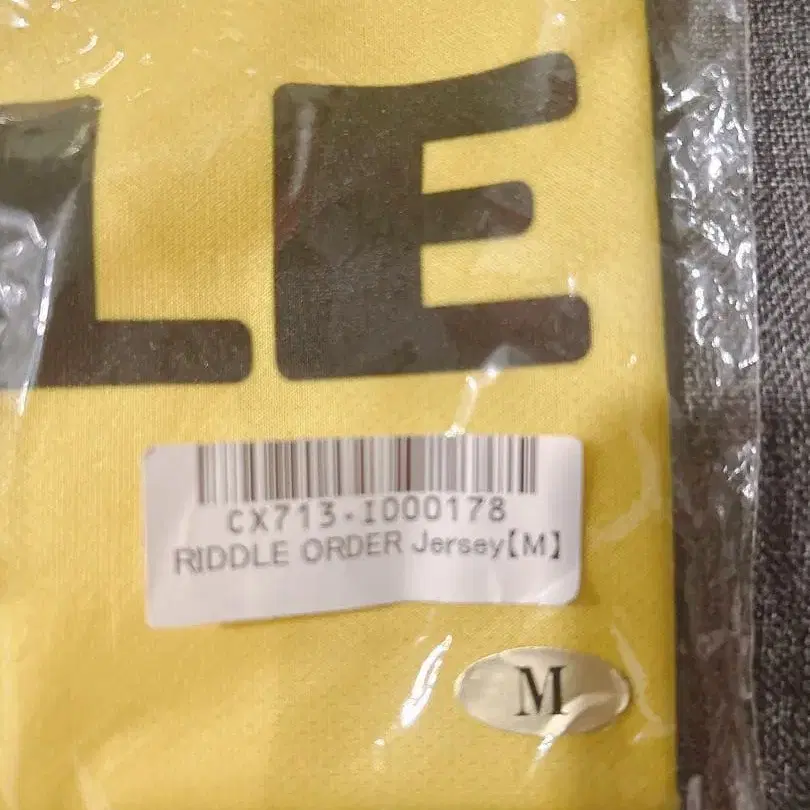 LE
CX713-I000178
RIDDLE ORDER Jersey【M】
M